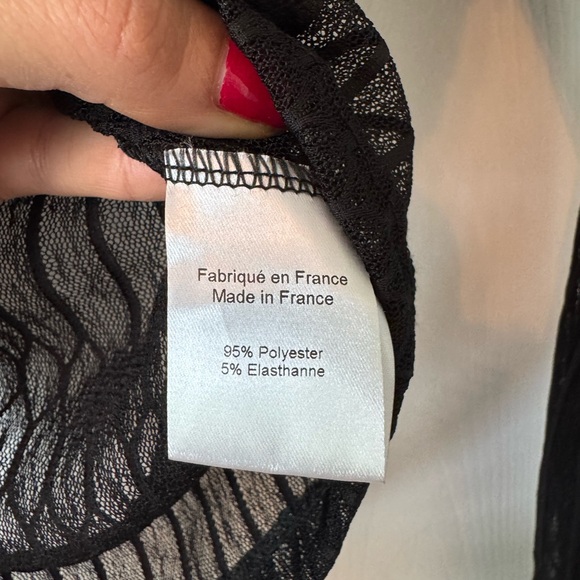 Fabriqué en France
Made in France
95% Polyester
5% Elasthanne